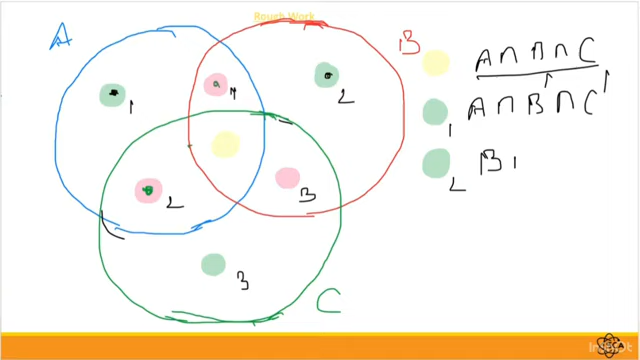 Rough Work
A
B
A ∩ B ∩ C
1 A ∩ B' ∩ C'
2 B ∩
1
1
2
2
3
3
C